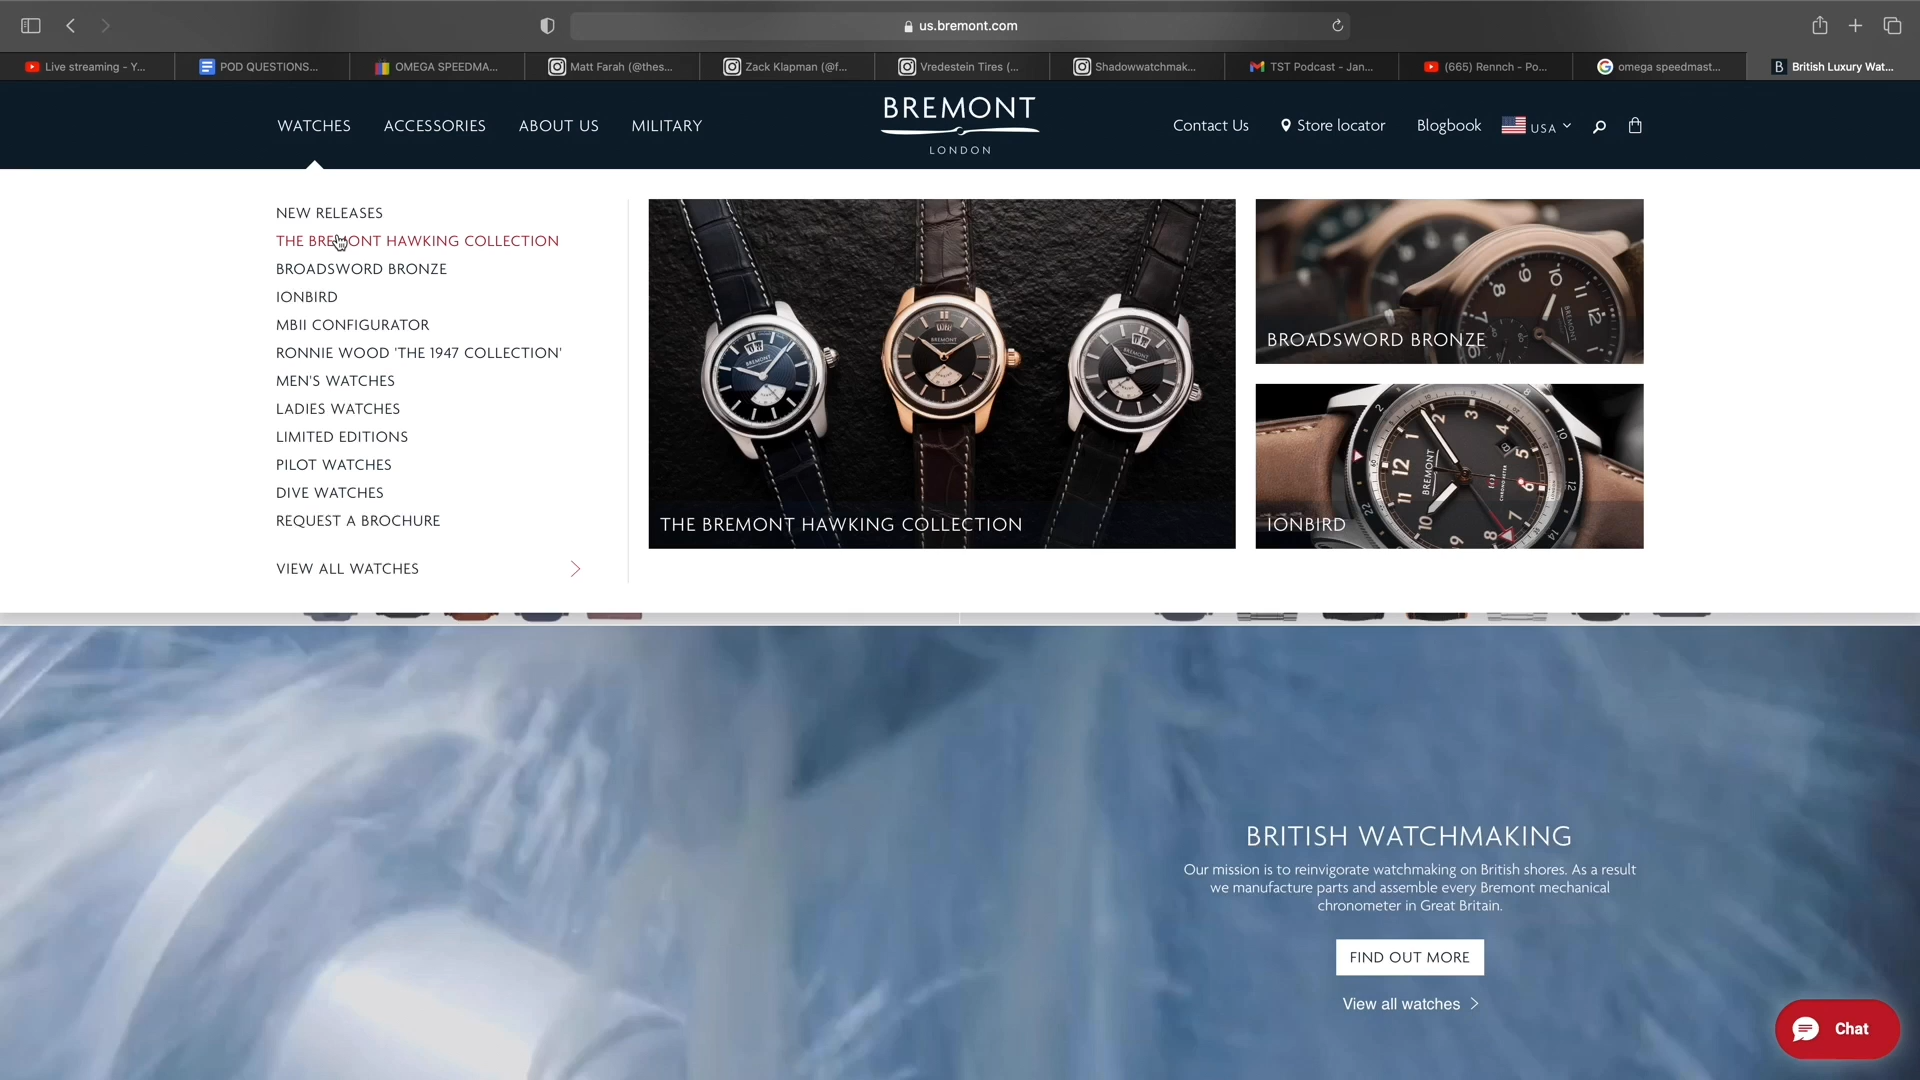 us.bremont.com
Live streaming - Y...
POD QUESTIONS...
OMEGA SPEEDMA...
Matt Farah (@thes...
Zack Klapman (@f...
Vredestein Tires (...
Shadowwatchmak...
TST Podcast - Jan...
(665) Rennch - Po...
omega speedmast...
B British Luxury Wat...
WATCHES
ACCESSORIES
ABOUT US
MILITARY
BREMONT
LONDON
Contact Us
Store locator
Blogbook
USA
NEW RELEASES
THE BREMONT HAWKING COLLECTION
BROADSWORD BRONZE
IONBIRD
MBII CONFIGURATOR
RONNIE WOOD 'THE 1947 COLLECTION'
MEN'S WATCHES
LADIES WATCHES
LIMITED EDITIONS
PILOT WATCHES
DIVE WATCHES
REQUEST A BROCHURE
VIEW ALL WATCHES
THE BREMONT HAWKING COLLECTION
BROADSWORD BRONZE
IONBIRD
BRITISH WATCHMAKING
Our mission is to reinvigorate watchmaking on British shores. As a result
we manufacture parts and assemble every Bremont mechanical
chronometer in Great Britain.
FIND OUT MORE
View all watches
Chat